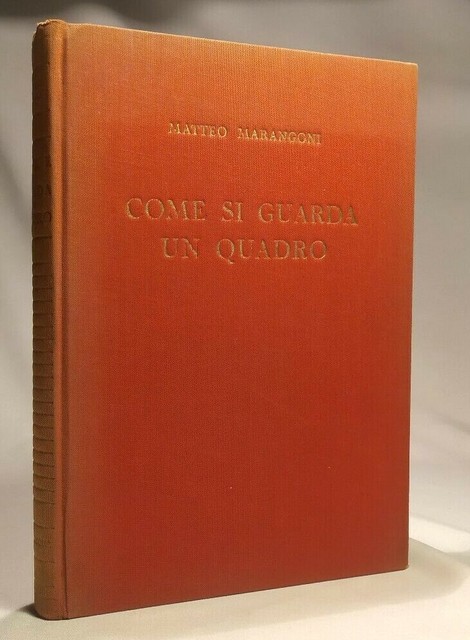 MATTEO MARANGONI
COME SI GUARDA
UN QUADRO